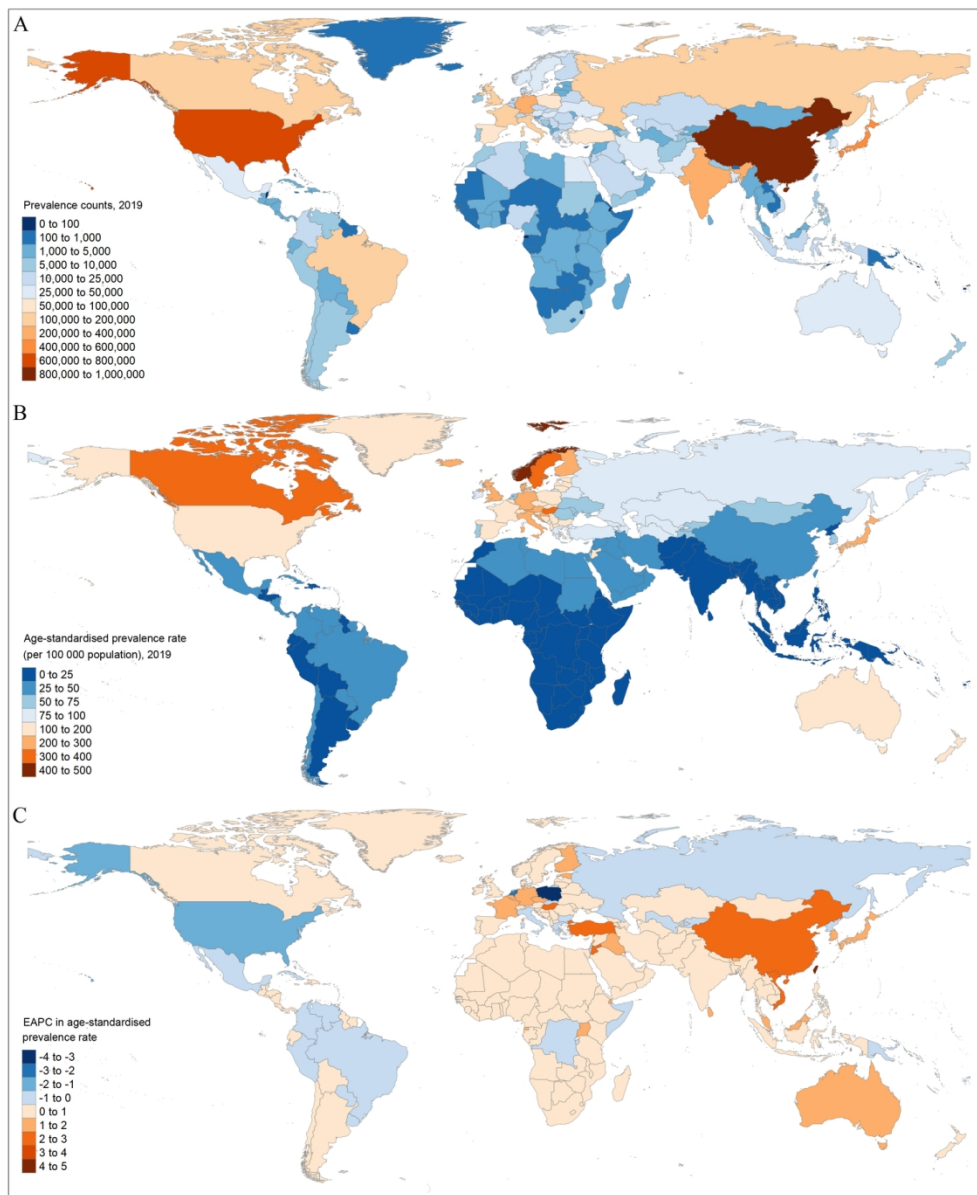 A
Prevalence counts, 2019
0 to 100
100 to 1,000
1,000 to 5,000
5,000 to 10,000
10,000 to 25,000
25,000 to 50,000
50,000 to 100,000
100,000 to 200,000
200,000 to 400,000
400,000 to 600,000
600,000 to 800,000
800,000 to 1,000,000
B
Age-standardised prevalence rate
(per 100 000 population), 2019
0 to 25
25 to 50
50 to 75
75 to 100
100 to 200
200 to 300
300 to 400
400 to 500
C
EAPC in age-standardised
prevalence rate
-4 to -3
-3 to -2
-2 to -1
-1 to 0
0 to 1
1 to 2
2 to 3
3 to 4
4 to 5